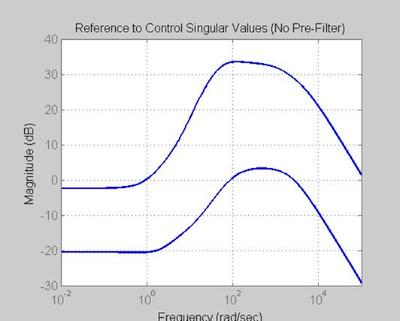 Reference to Control Singular Values (No Pre-Filter)
40
30
20
10
0
-10
-20
-30
Magnitude (dB)
10^-2 10^0 10^2 10^4
Frequency (rad/sec)